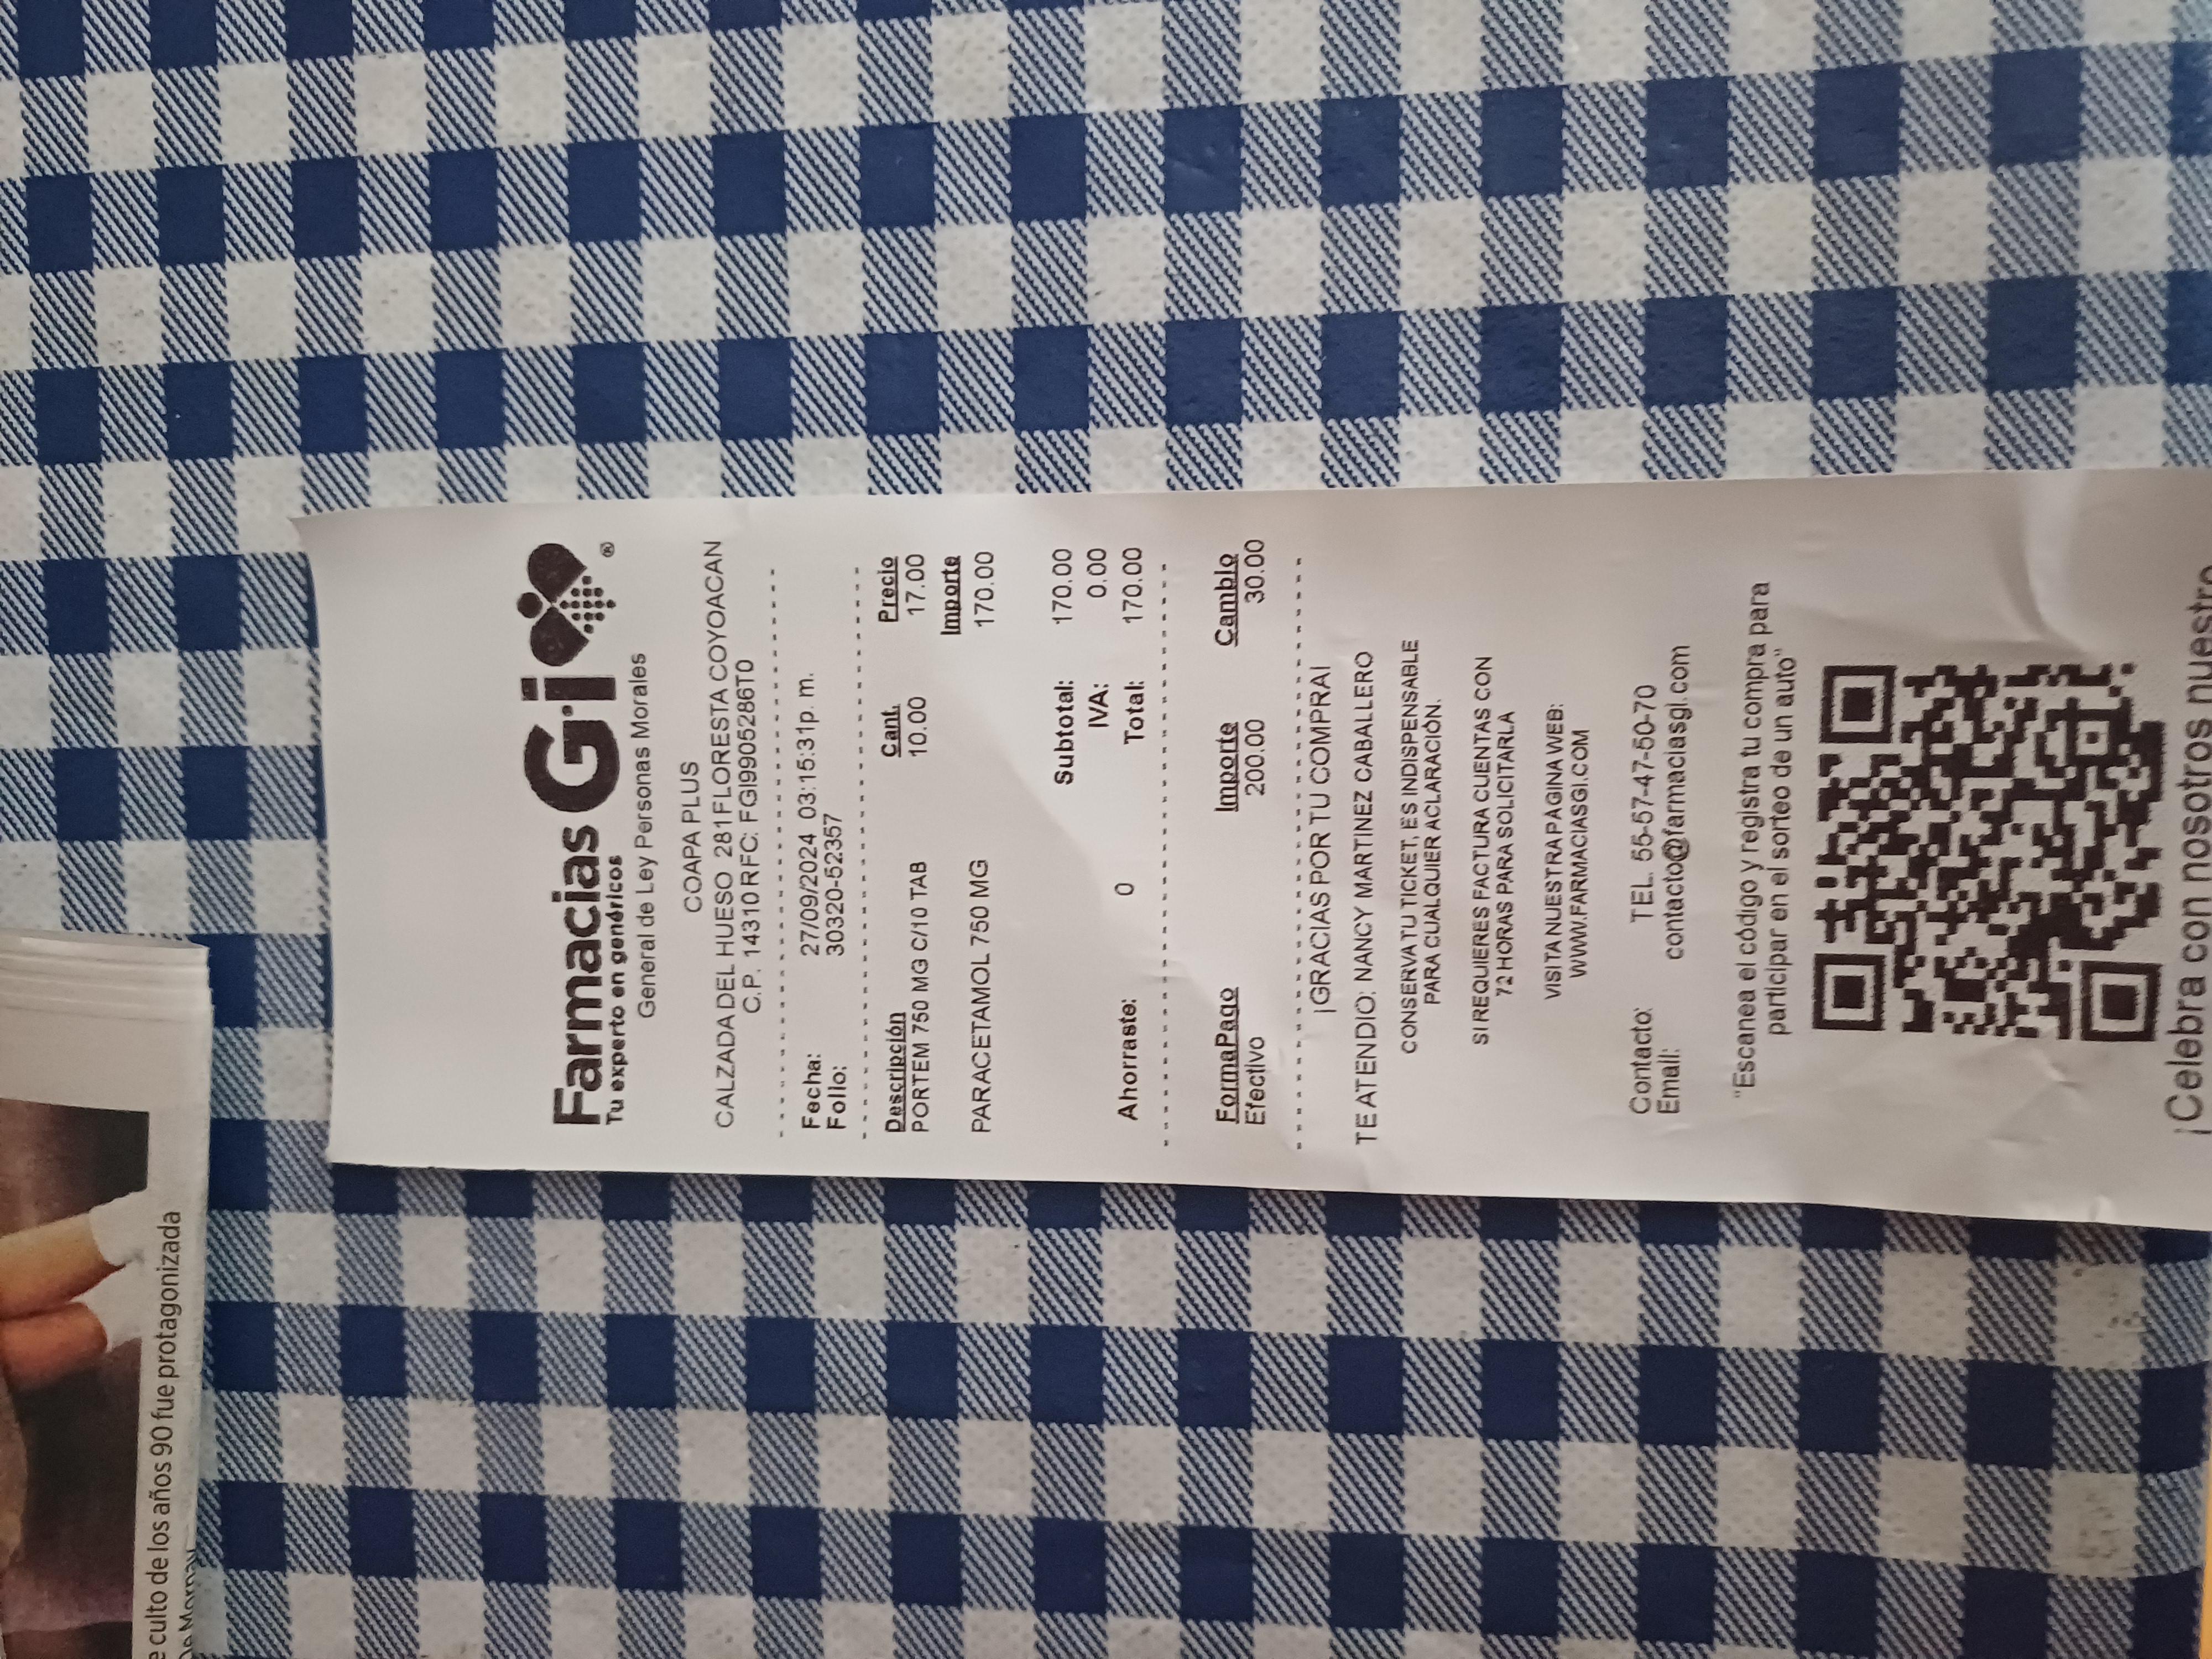 Farmacias Gi ®
Tu experto en genéricos
General de Ley Personas Morales
COAPA PLUS
CALZADA DEL HUESO 281 FLORESTA COYOACAN
C.P. 14310 RFC: FGI9905286T0
Fecha: 27/09/2024 03:15:31p. m.
Folio: 30320-52357
Descripción Cant. Precio
PORTEM 750 MG C/10 TAB 10.00 17.00
Importe
PARACETAMOL 750 MG 170.00
Subtotal: 170.00
IVA: 0.00
Ahorraste: 0 Total: 170.00
FormaPago Importe Cambio
Efectivo 200.00 30.00
¡GRACIAS POR TU COMPRA!
TE ATENDIO: NANCY MARTINEZ CABALLERO
CONSERVA TU TICKET, ES INDISPENSABLE
PARA CUALQUIER ACLARACIÓN.
SI REQUIERES FACTURA CUENTAS CON
72 HORAS PARA SOLICITARLA
VISITA NUESTRA PÁGINA WEB:
WWW.FARMACIASGI.COM
Contacto: TEL. 55-57-47-50-70
Email: contacto@farmaciasgi.com
"Escanea el código y registra tu compra para
participar en el sorteo de un auto"
¡Celebra con nosotros nuestro
e culto de los años 90 fue protagonizada